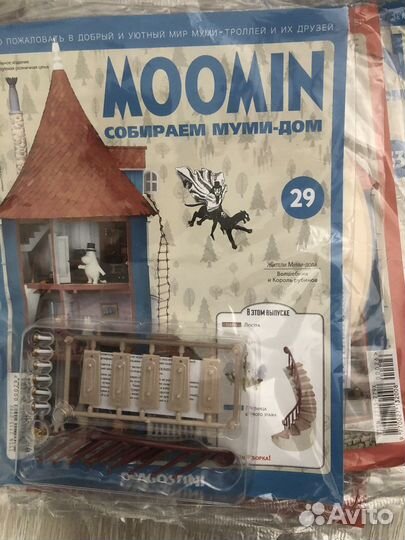 О ПОЖАЛОВАТЬ В ДОБРЫЙ И УЮТНЫЙ МИР МУМИ-ТРОЛЛЕЙ И ИХ ДРУЗЕЙ
MOOMIN
СОБИРАЕМ МУМИ-ДОМ
29
Жители Муми-дола
Волшебник
и Король рубинов
В ЭТОМ ВЫПУСКЕ
Люстра
DEAGOSTINI
Avito